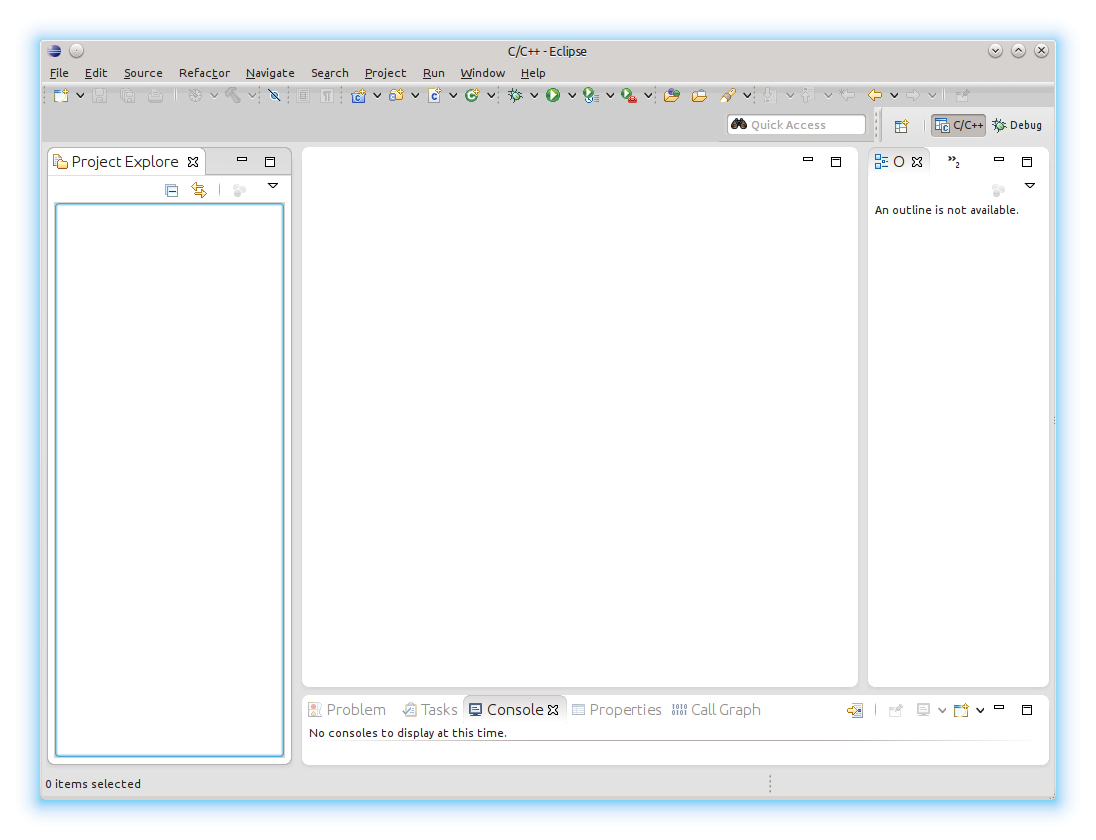 C/C++ - Eclipse
File Edit Source Refactor Navigate Search Project Run Window Help
Quick Access
C/C++ Debug
Project Explore
O
»2
An outline is not available.
Problem Tasks Console Properties Call Graph
No consoles to display at this time.
0 items selected